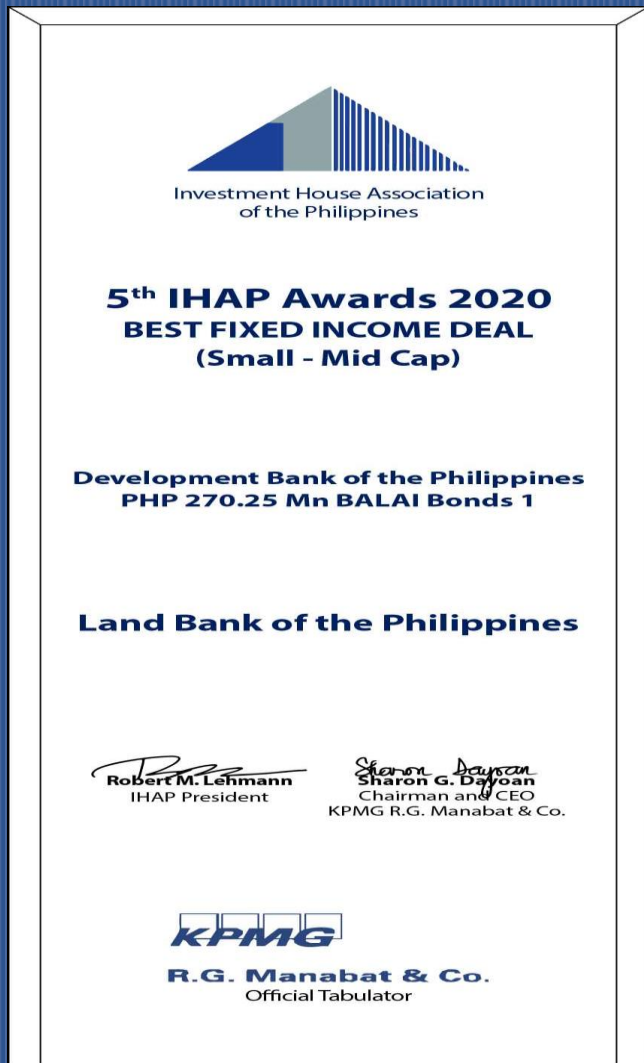 Investment House Association
of the Philippines
5th IHAP Awards 2020
BEST FIXED INCOME DEAL
(Small - Mid Cap)
Development Bank of the Philippines
PHP 270.25 Mn BALAI Bonds 1
Land Bank of the Philippines
Robert M. Lehmann
IHAP President
Sharon Dayoan
Sharon G. Dayoan
Chairman and CEO
KPMG R.G. Manabat & Co.
KPMG
R.G. Manabat & Co.
Official Tabulator